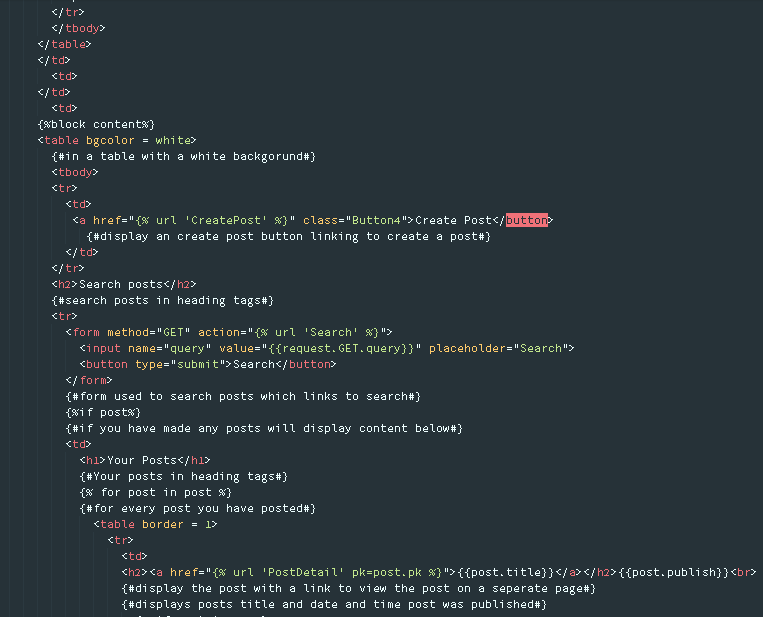 </tr>
</tbody>
</table>
</td>
<td>
</td>
<td>
{%block content%}
<table bgcolor = white>
{#in a table with a white backgorund#}
<tbody>
<tr>
<td>
<a href="{% url 'CreatePost' %}" class="Button4">Create Post</button>
{#display an create post button linking to create a post#}
</td>
</tr>
<h2>Search posts</h2>
{#search posts in heading tags#}
<tr>
<form method="GET" action="{% url 'Search' %}">
<input name="query" value="{{request.GET.query}}" placeholder="Search">
<button type="submit">Search</button>
</form>
{#form used to search posts which links to search#}
{%if post%}
{#if you have made any posts will display content below#}
<td>
<h1>Your Posts</h1>
{#Your posts in heading tags#}
{% for post in post %}
{#for every post you have posted#}
<table border = 1>
<tr>
<td>
<h2><a href="{% url 'PostDetail' pk=post.pk %}">{{post.title}}</a></h2>{{post.publish}}<br>
{#display the post with a link to view the post on a seperate page#}
{#displays posts title and date and time post was published#}